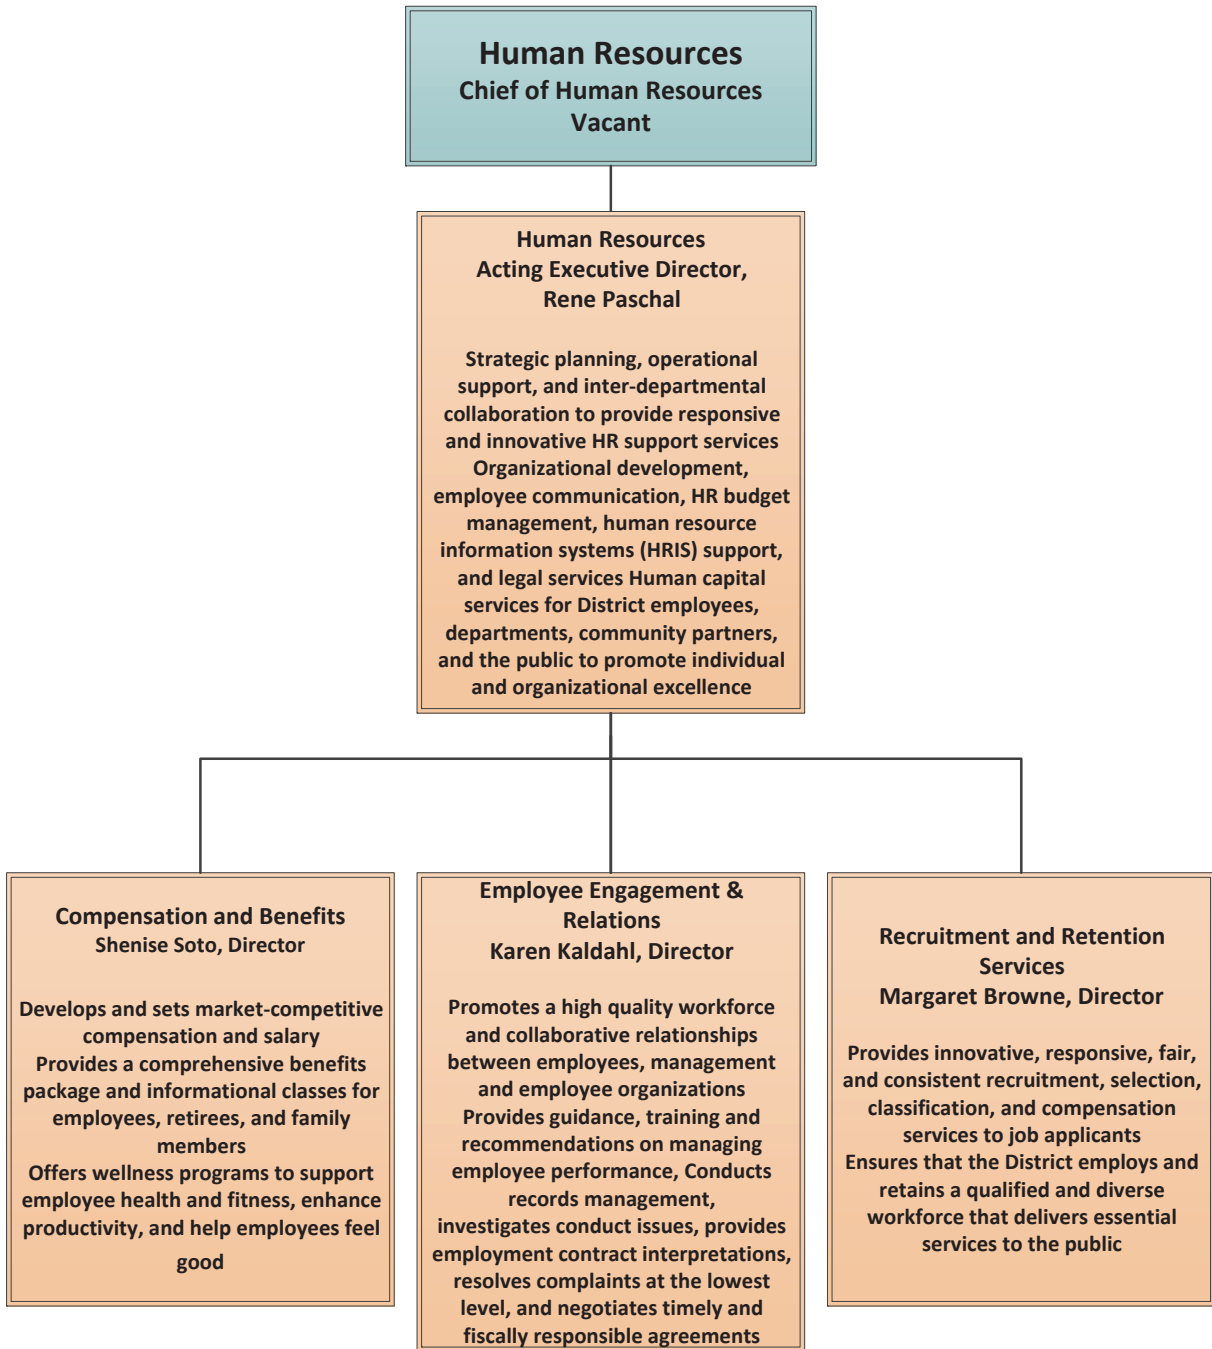 Human Resources
Chief of Human Resources
Vacant
Human Resources
Acting Executive Director,
Rene Paschal
Strategic planning, operational
support, and inter-departmental
collaboration to provide responsive
and innovative HR support services
Organizational development,
employee communication, HR budget
management, human resource
information systems (HRIS) support,
and legal services Human capital
services for District employees,
departments, community partners,
and the public to promote individual
and organizational excellence
Compensation and Benefits
Shenise Soto, Director
Develops and sets market-competitive
compensation and salary
Provides a comprehensive benefits
package and informational classes for
employees, retirees, and family
members
Offers wellness programs to support
employee health and fitness, enhance
productivity, and help employees feel
good
Employee Engagement &
Relations
Karen Kaldahl, Director
Promotes a high quality workforce
and collaborative relationships
between employees, management
and employee organizations
Provides guidance, training and
recommendations on managing
employee performance, Conducts
records management,
investigates conduct issues, provides
employment contract interpretations,
resolves complaints at the lowest
level, and negotiates timely and
fiscally responsible agreements
Recruitment and Retention
Services
Margaret Browne, Director
Provides innovative, responsive, fair,
and consistent recruitment, selection,
classification, and compensation
services to job applicants
Ensures that the District employs and
retains a qualified and diverse
workforce that delivers essential
services to the public